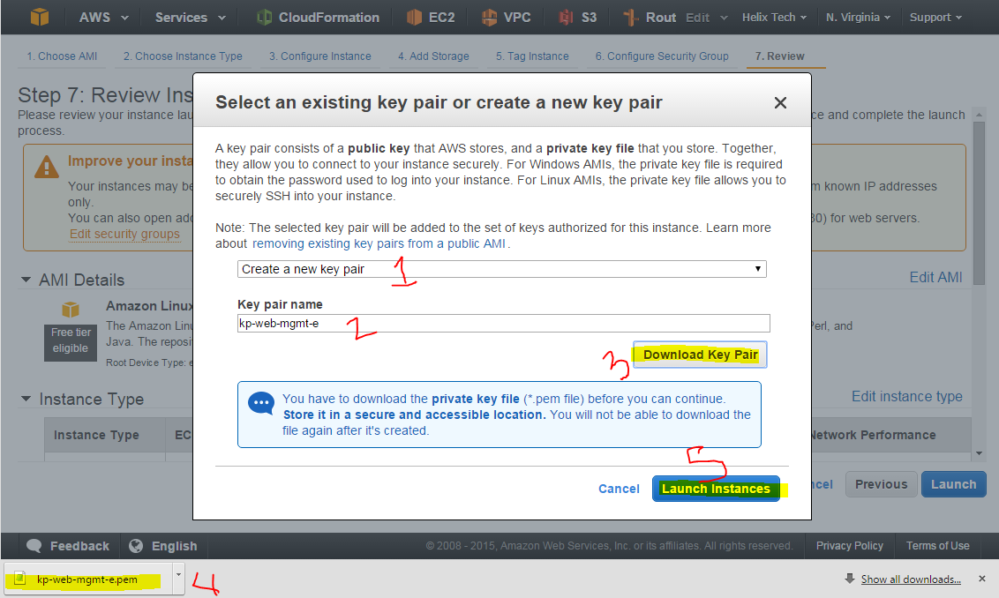 AWS Services CloudFormation EC2 VPC S3 Rout Edit Helix Tech N. Virginia Support
1. Choose AMI 2. Choose Instance Type 3. Configure Instance 4. Add Storage 5. Tag Instance 6. Configure Security Group 7. Review
Step 7: Review Ins
Please review your instance lau
ce and complete the launch
process.
Improve your insta
Your instances may be
m known IP addresses
only.
You can also open add
80) for web servers.
Edit security groups
Select an existing key pair or create a new key pair
A key pair consists of a public key that AWS stores, and a private key file that you store. Together,
they allow you to connect to your instance securely. For Windows AMIs, the private key file is required
to obtain the password used to log into your instance. For Linux AMIs, the private key file allows you to
securely SSH into your instance.
Note: The selected key pair will be added to the set of keys authorized for this instance. Learn more
about removing existing key pairs from a public AMI.
Create a new key pair 1
Key pair name
kp-web-mgmt-e 2
3 Download Key Pair
You have to download the private key file (*.pem file) before you can continue.
Store it in a secure and accessible location. You will not be able to download the
file again after it's created.
5
Cancel Launch Instances
AMI Details
Edit AMI
Amazon Linux
Free tier
eligible
The Amazon Linu
Perl, and
Java. The reposi
Root Device Type: e
Instance Type
Edit instance type
Instance Type EC
Network Performance
ncel Previous Launch
Feedback English © 2008 - 2015, Amazon Web Services, Inc. or its affiliates. All rights reserved. Privacy Policy Terms of Use
kp-web-mgmt-e.pem 4 Show all downloads...